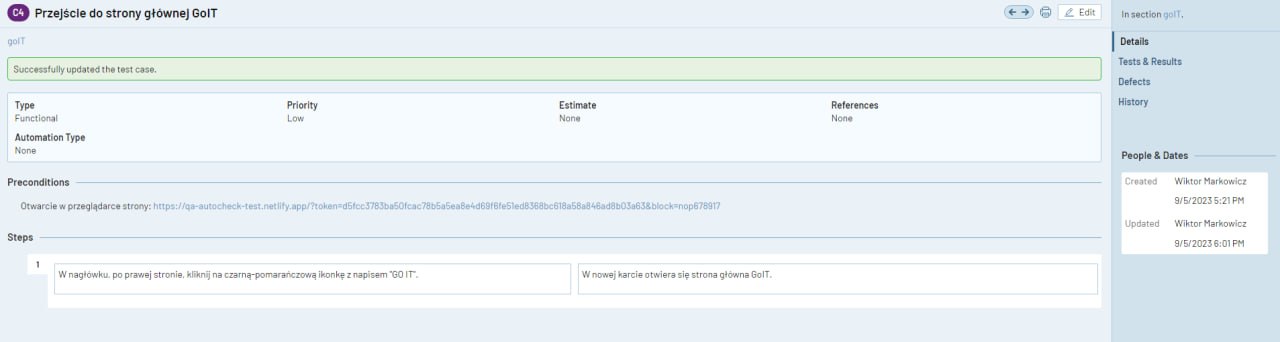 C4 Przejście do strony głównej GoIT
Edit
goIT
Successfully updated the test case.
Type Priority Estimate References
Functional Low None None
Automation Type
None
Preconditions
Otwarcie w przeglądarce strony: https://qa-autocheck-test.netlify.app/?token=d5fcc3783ba50fcac78b5a5ea8e4d69f6fe51ed8368bc618a58a846ad8b03a63&block=nop678917
Steps
1
W nagłówku, po prawej stronie, kliknij na czarną-pomarańczową ikonkę z napisem "GO IT".
W nowej karcie otwiera się strona główna GoIT.
In section goIT.
Details
Tests & Results
Defects
History
People & Dates
Created Wiktor Markowicz
9/5/2023 5:21 PM
Updated Wiktor Markowicz
9/5/2023 6:01 PM